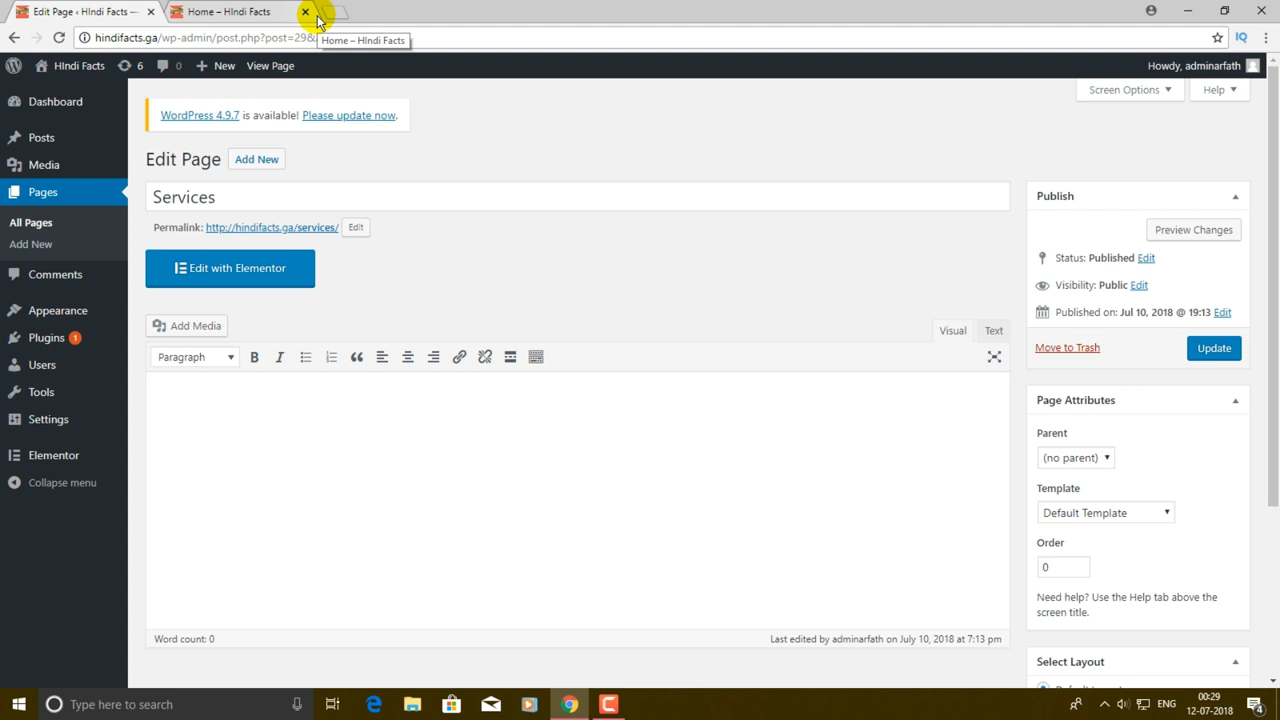 Edit Page ‹ HIndi Facts —
Home – HIndi Facts
hindifacts.ga/wp-admin/post.php?post=29&
Home – HIndi Facts
HIndi Facts
6
0
New
View Page
Howdy, adminarfath
Screen Options
Help
Dashboard
Posts
Media
Pages
All Pages
Add New
Comments
Appearance
Plugins 1
Users
Tools
Settings
Elementor
Collapse menu
WordPress 4.9.7 is available! Please update now.
Edit Page
Add New
Services
Permalink: http://hindifacts.ga/services/ Edit
Edit with Elementor
Add Media
Visual
Text
Paragraph
Word count: 0
Last edited by adminarfath on July 10, 2018 at 7:13 pm
Publish
Preview Changes
Status: Published Edit
Visibility: Public Edit
Published on: Jul 10, 2018 @ 19:13 Edit
Move to Trash
Update
Page Attributes
Parent
(no parent)
Template
Default Template
Order
0
Need help? Use the Help tab above the
screen title.
Select Layout
Type here to search
ENG
00:29
12-07-2018
4